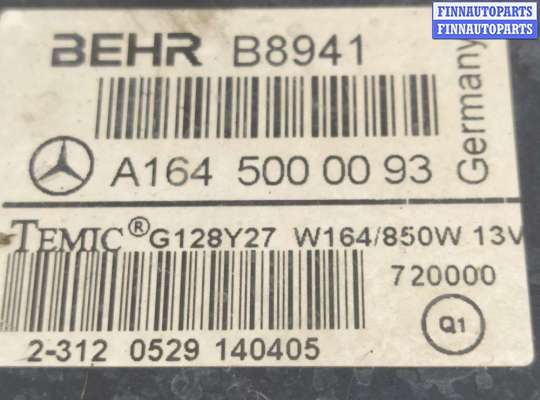 FINNAUTOPARTS
FINNAUTOPARTS
BEHR B8941
Germany
A164 500 00 93
TEMIC® G128Y27 W164/850W 13V
720000
Q1
2-312 0529 140405